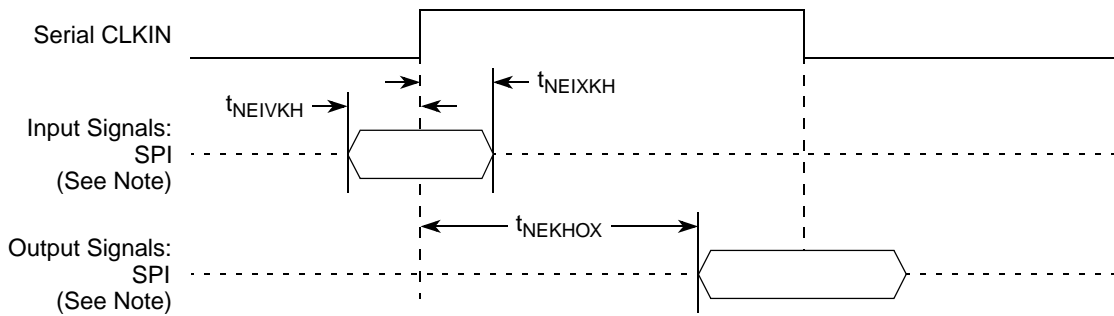 Serial CLKIN
tNEIXKH
tNEIVKH
Input Signals:
SPI
(See Note)
tNEKHOX
Output Signals:
SPI
(See Note)